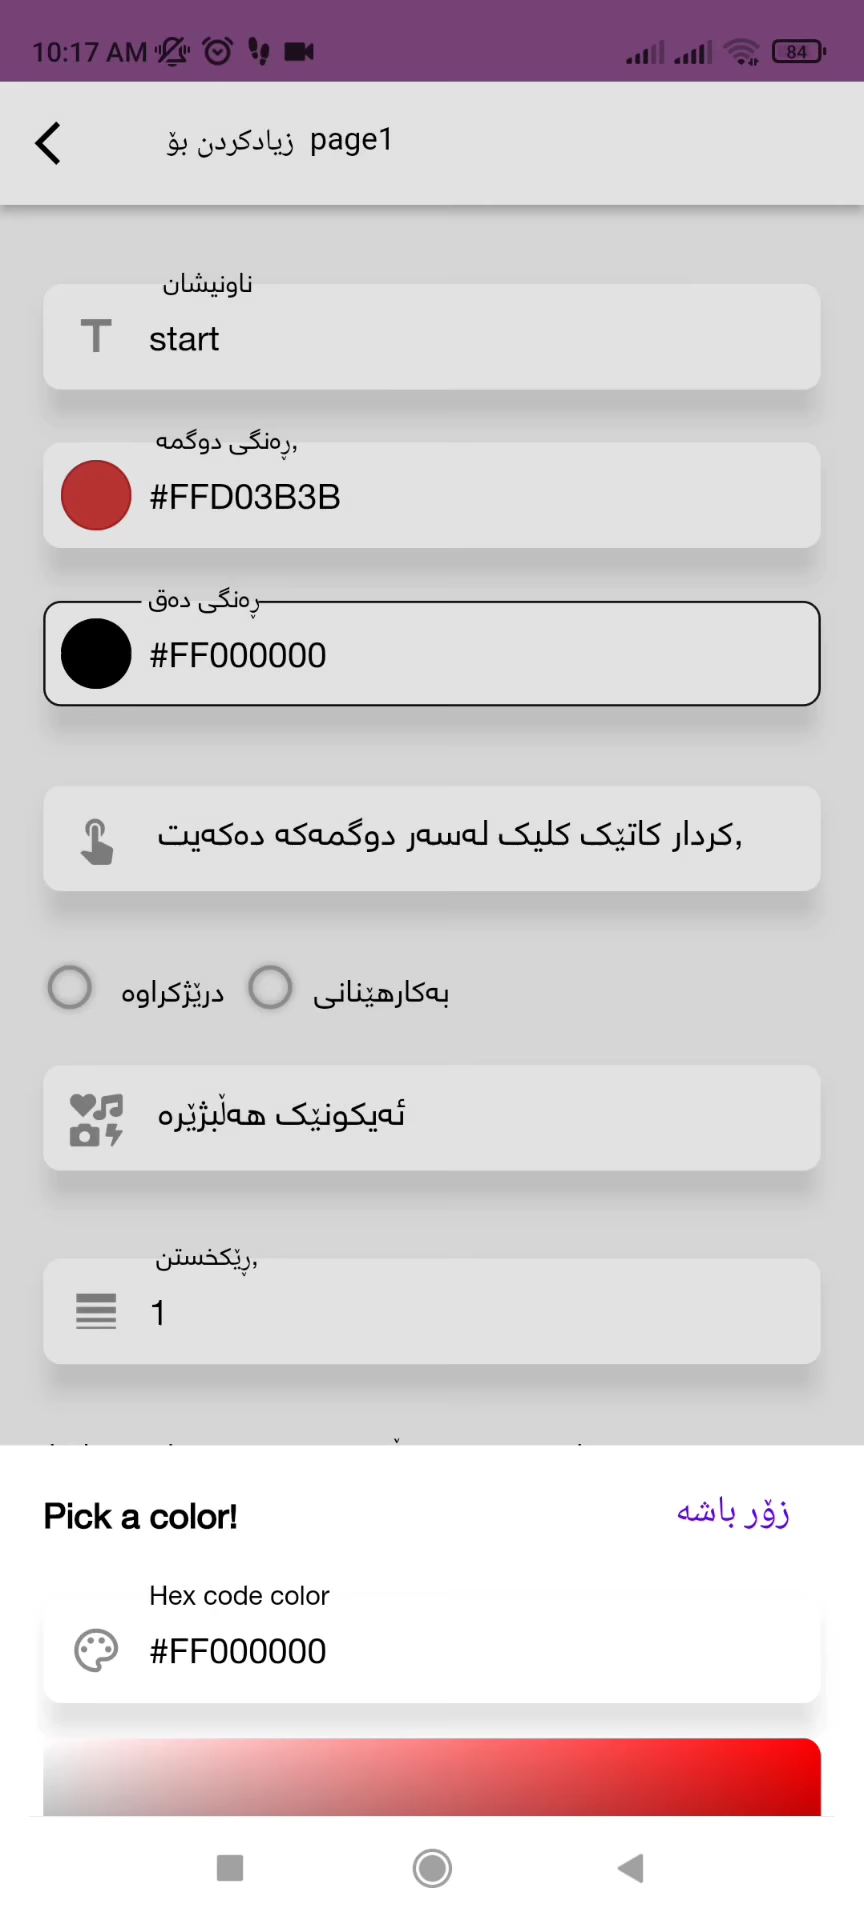 10:17 AM
84
زیادکردن بۆ page1
ناونیشان
start
ڕەنگی دوگمە,
#FFD03B3B
ڕەنگی دەق
#FF000000
کردار کاتێک کلیک لەسەر دوگمەکە دەکەیت,
درێژکراوە
بەکارهێنانی
ئەیکونێک هەڵبژێرە
ڕێکخستن,
1
Pick a color!
زۆر باشە
Hex code color
#FF000000